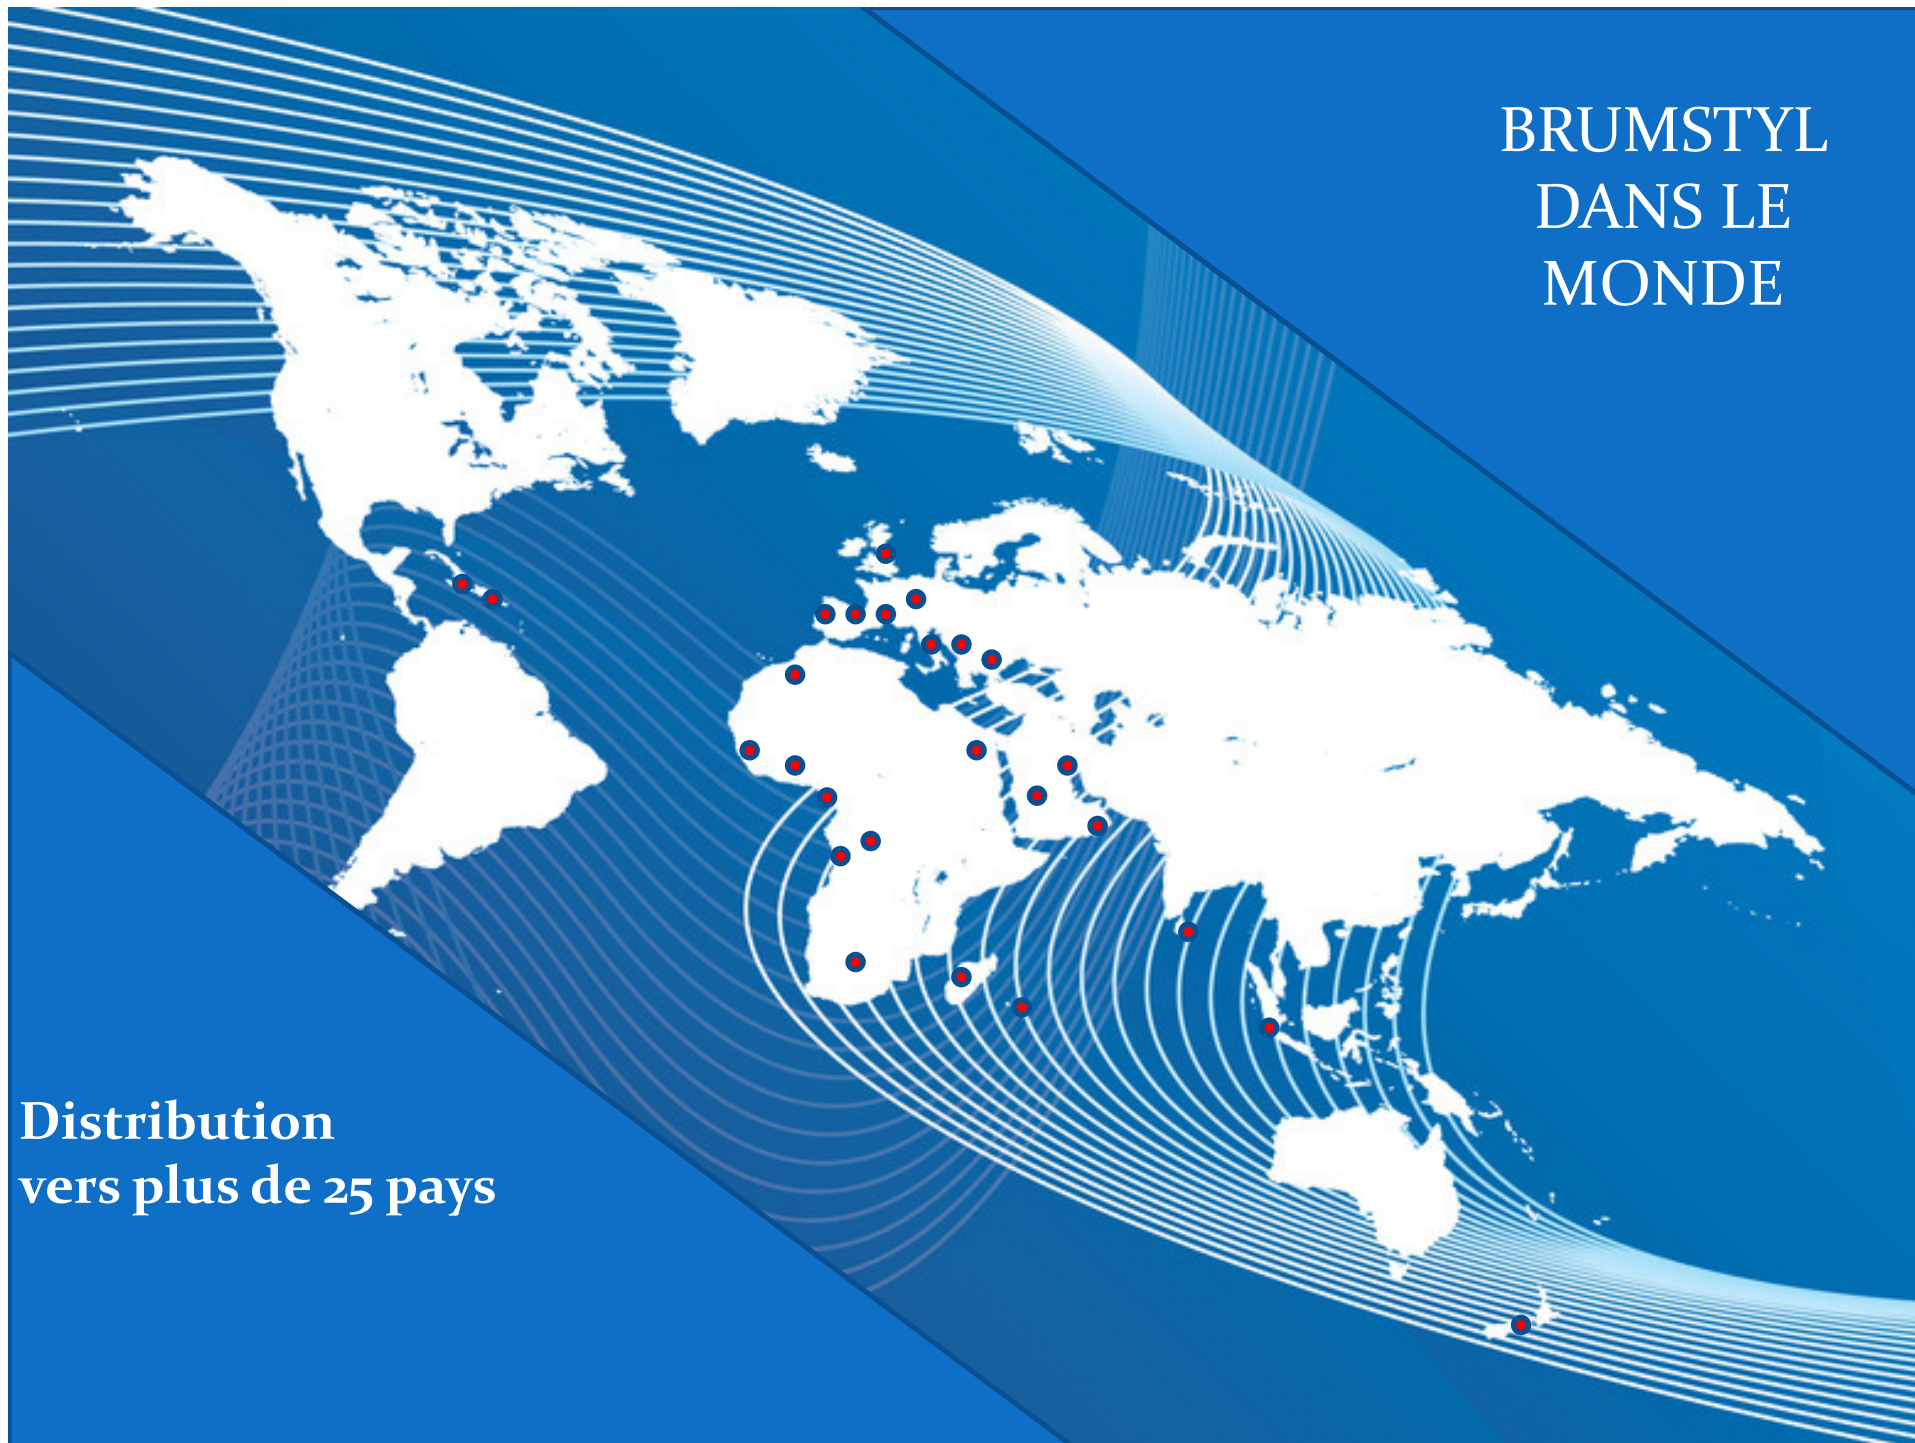 BRUMSTYL
DANS LE
MONDE
Distribution
vers plus de 25 pays